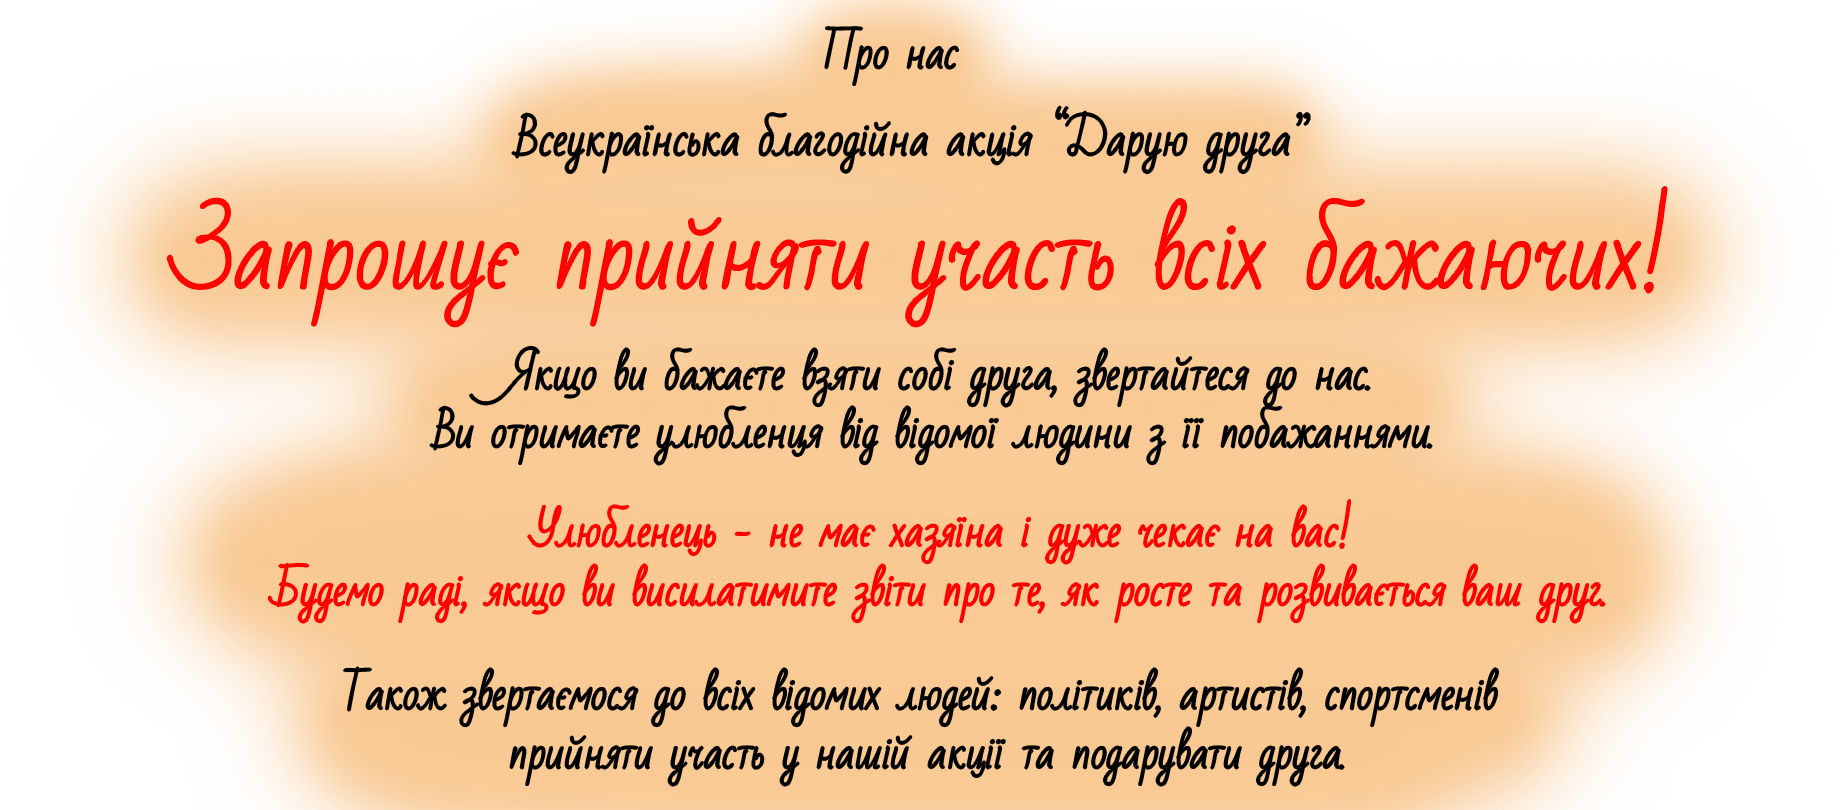 Про нас
Всеукраїнська благодійна акція “Дарую друга”
Запрошує прийняти участь всіх бажаючих!
Якщо ви бажаєте взяти собі друга, звертайтеся до нас.
Ви отримаєте улюбленця від відомої людини з її побажаннями.
Улюбленець - не має хазяїна і дуже чекає на вас!
Будемо раді, якщо ви висилатимите звіти про те, як росте та розвивається ваш друг.
Також звертаємося до всіх відомих людей: політиків, артистів, спортсменів
прийняти участь у нашій акції та подарувати друга.